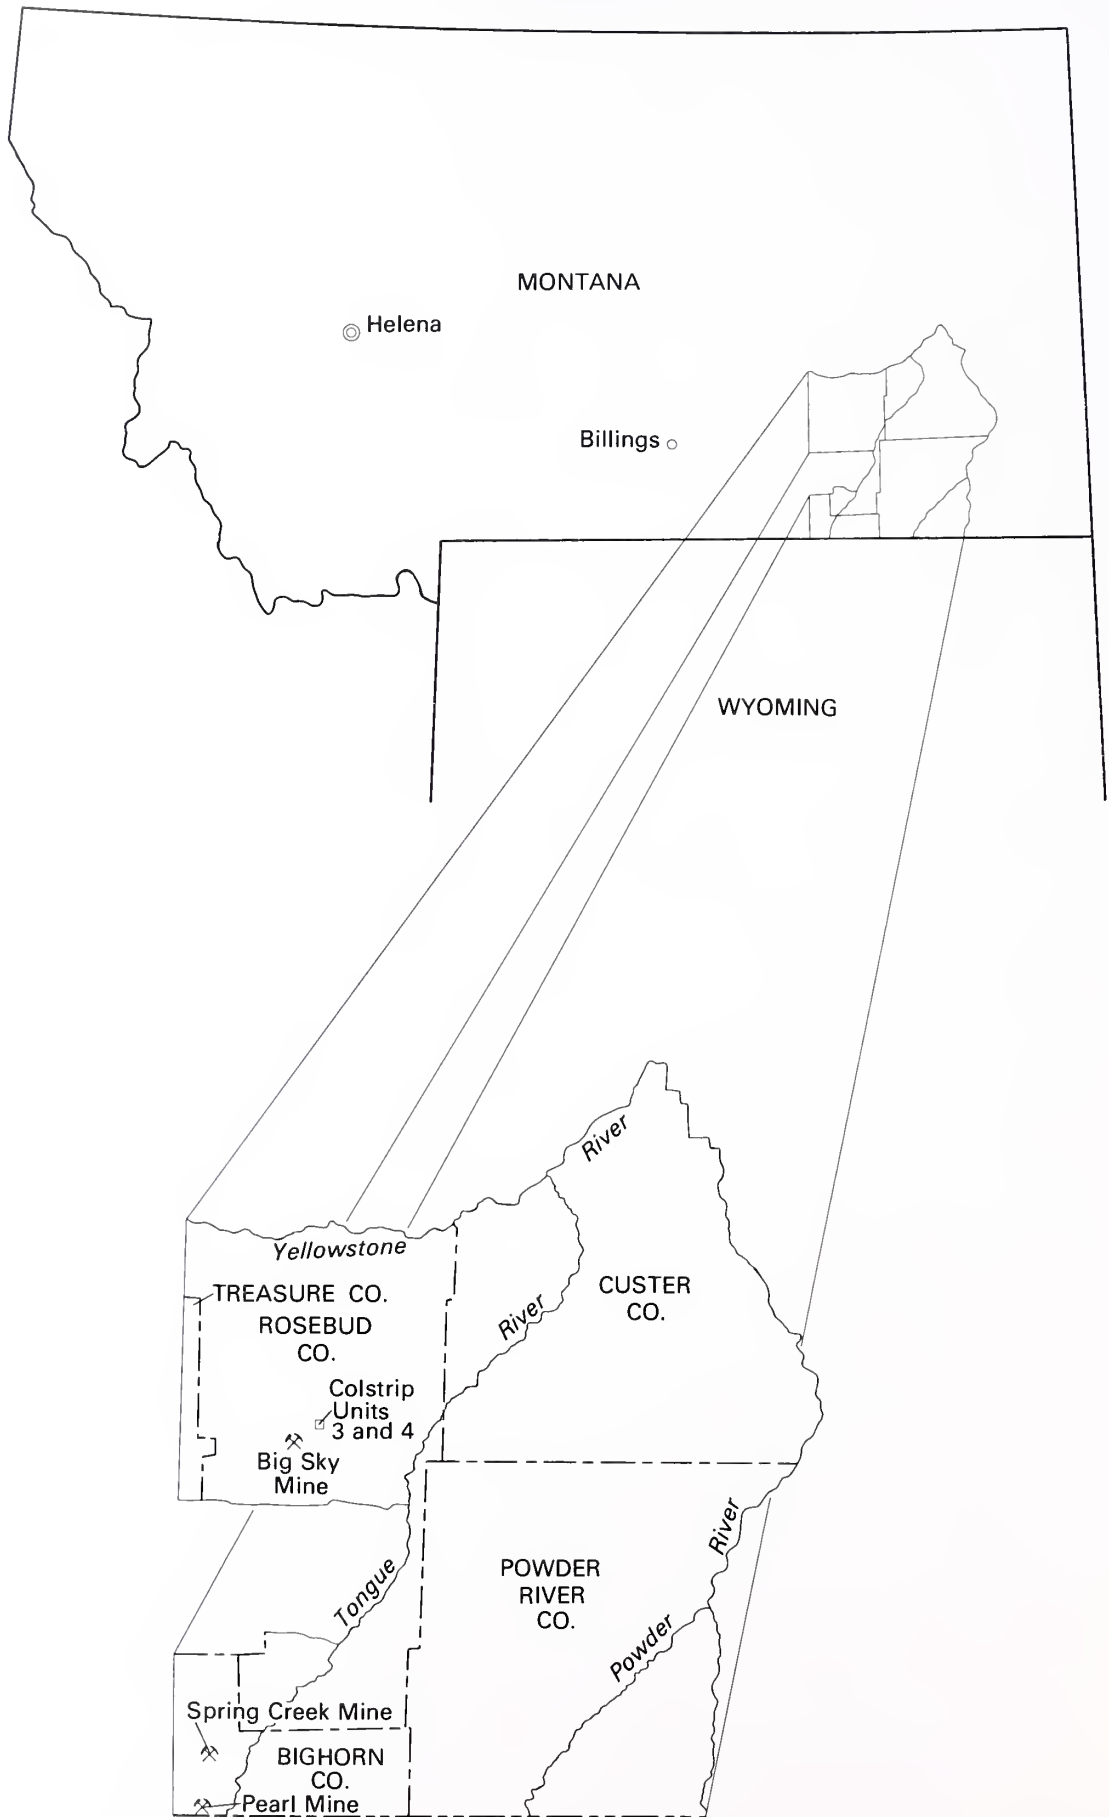 MONTANA
Helena
Billings
WYOMING
River
Yellowstone
TREASURE CO.
ROSEBUD
CO.
CUSTER
CO.
River
Colstrip
Units
3 and 4
Big Sky
Mine
River
POWDER
RIVER
CO.
Tongue
Powder
Spring Creek Mine
BIGHORN
CO.
Pearl Mine